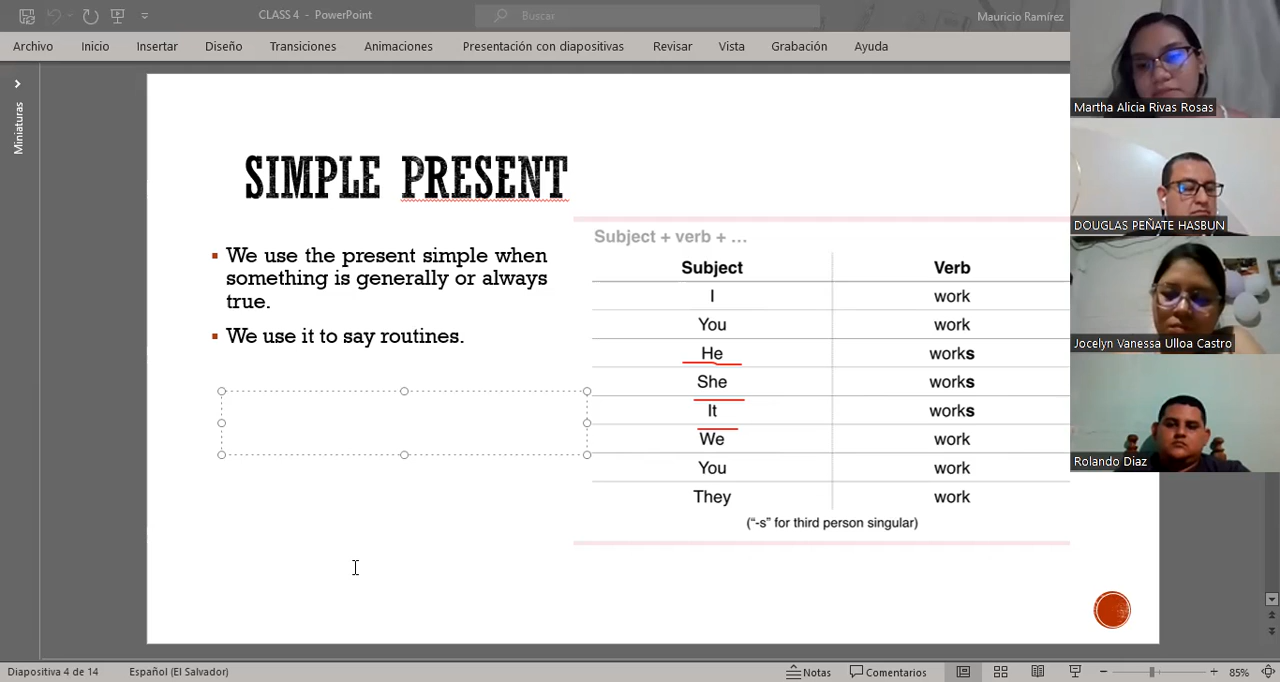 CLASS 4 - PowerPoint
Buscar
Mauricio Ramírez
Archivo Inicio Insertar Diseño Transiciones Animaciones Presentación con diapositivas Revisar Vista Grabación Ayuda
Miniaturas
SIMPLE PRESENT
We use the present simple when
something is generally or always
true.
We use it to say routines.
Subject + verb + ...
Subject Verb
I work
You work
He works
She works
It works
We work
You work
They work
("-s" for third person singular)
Martha Alicia Rivas Rosas
DOUGLAS PEÑATE HASBUN
Jocelyn Vanessa Ulloa Castro
Rolando Diaz
Diapositiva 4 de 14 Español (El Salvador) Notas Comentarios 85%